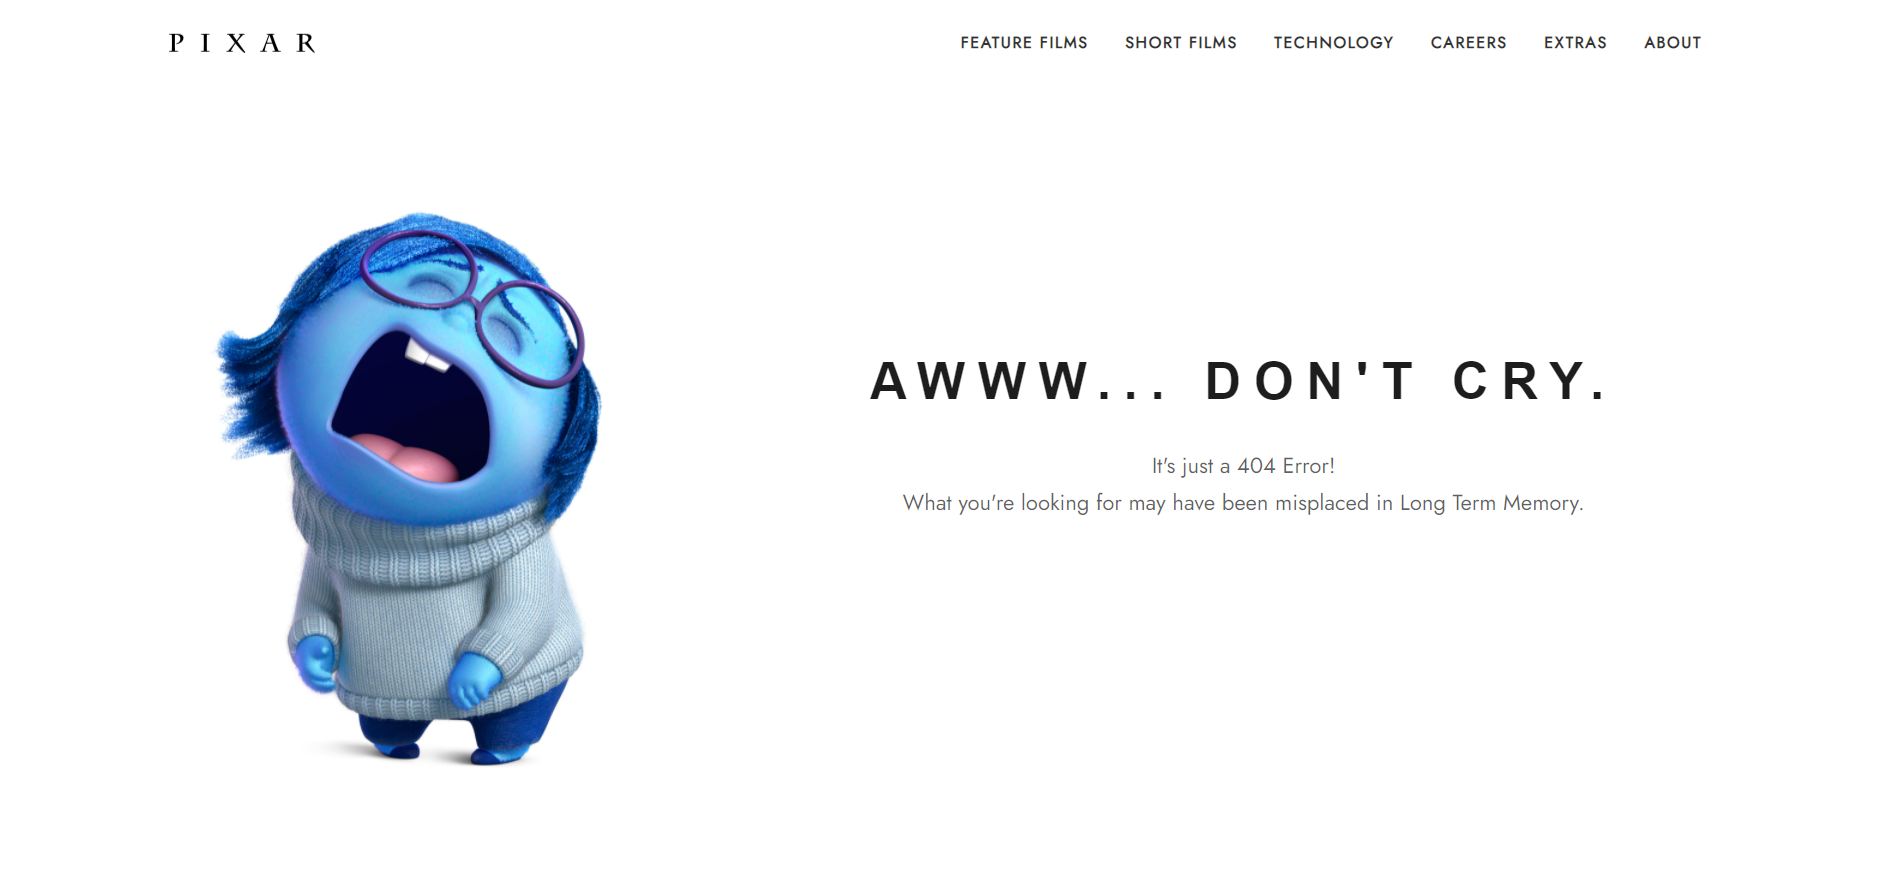 PIXAR
FEATURE FILMS SHORT FILMS TECHNOLOGY CAREERS EXTRAS ABOUT
AWWW... DON'T CRY.
It's just a 404 Error!
What you're looking for may have been misplaced in Long Term Memory.